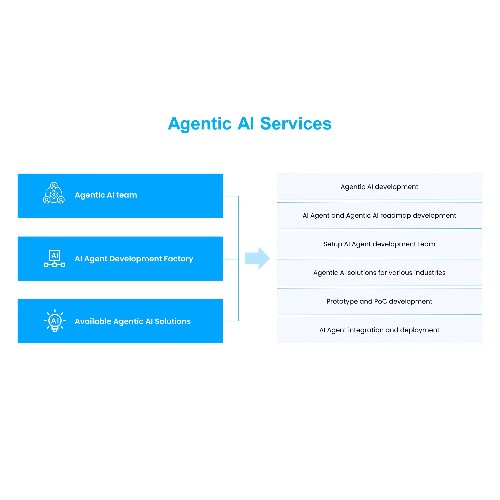 Agentic AI Services
Agentic AI team
AI
AI Agent Development Factory
AI
Available Agentic AI Solutions
Agentic AI development
AI Agent and Agentic AI roadmap development
Setup AI Agent development team
Agentic AI solutions for various industries
Prototype and PoC development
AI Agent integration and deployment